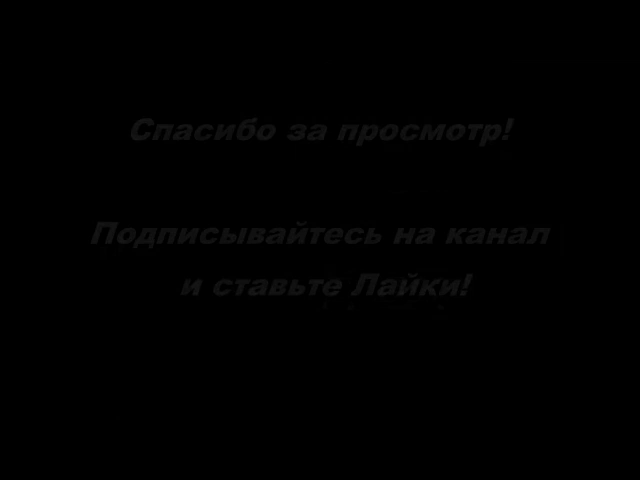 Спасибо за просмотр!
Подписывайтесь на канал
и ставьте Лайки!